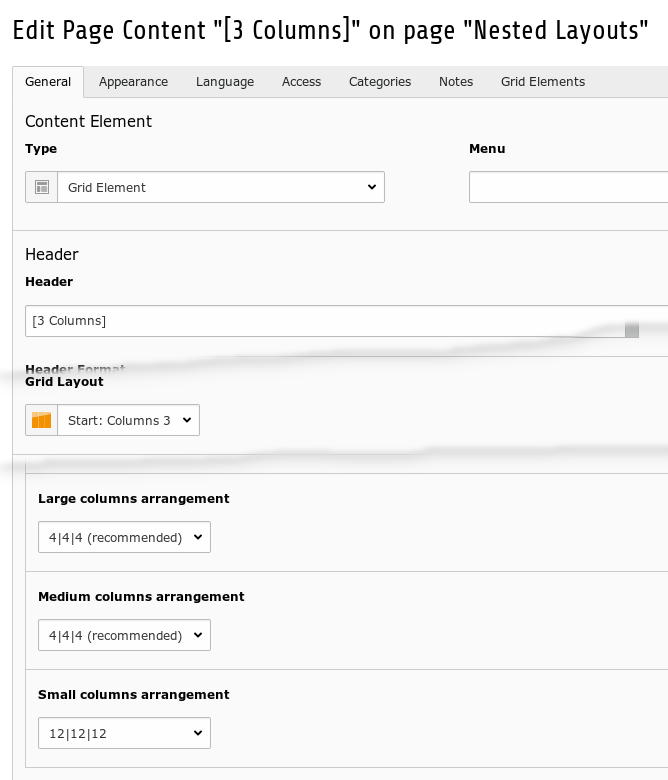 Edit Page Content "[3 Columns]" on page "Nested Layouts"
General Appearance Language Access Categories Notes Grid Elements
Content Element
Type Menu
Grid Element
Header
Header
[3 Columns]
Header Format
Grid Layout
Start: Columns 3
Large columns arrangement
4|4|4 (recommended)
Medium columns arrangement
4|4|4 (recommended)
Small columns arrangement
12|12|12